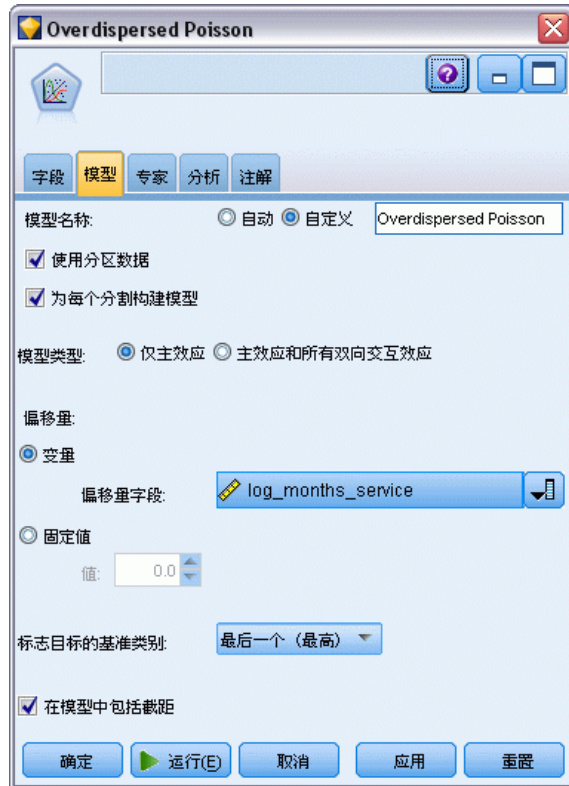 Overdispersed Poisson
字段 模型 专家 分析 注解
模型名称: 自动 自定义 Overdispersed Poisson
使用分区数据
为每个分割构建模型
模型类型: 仅主效应 主效应和所有双向交互效应
偏移量:
变量
偏移量字段: log_months_service
固定值
值: 0.0
标志目标的基准类别: 最后一个（最高）
在模型中包括截距
确定 运行(E) 取消 应用 重置